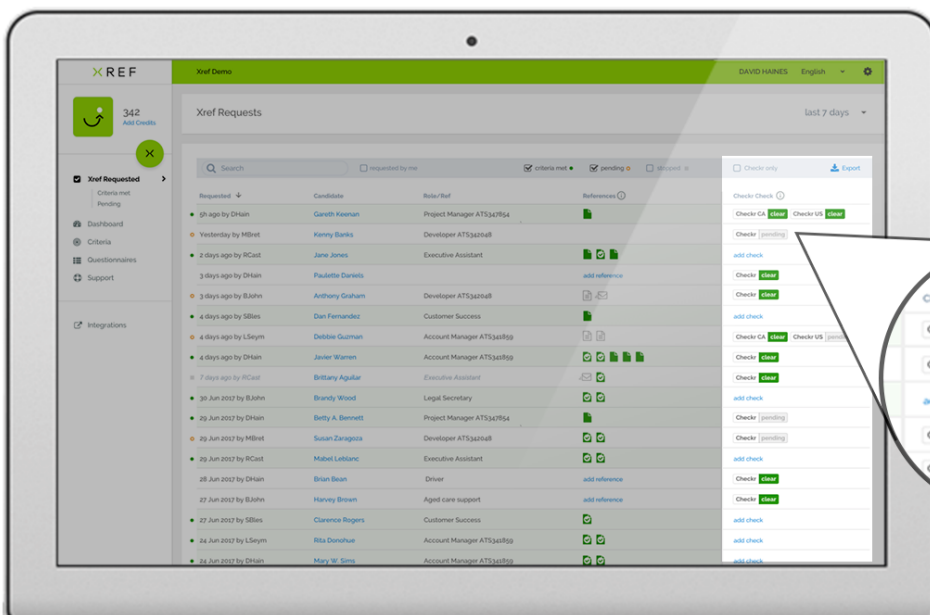 XREF
Xref Demo
DAVID HAINES English
342
Add Credits
Xref Requests
last 7 days
Xref Requested
Criteria met
Pending
Dashboard
Criteria
Questionnaires
Support
Integrations
Search requested by me criteria met pending stopped Checkr only Export
Requested Candidate Role/Ref References Checkr Check
5h ago by DHain Gareth Keenan Project Manager ATS347854 Checkr CA clear Checkr US clear
Yesterday by MBret Kenny Banks Developer ATS342048 Checkr pending
2 days ago by RCast Jane Jones Executive Assistant add check
3 days ago by DHain Paulette Daniels add reference Checkr clear
3 days ago by BJohn Anthony Graham Developer ATS342048 Checkr clear
4 days ago by SBles Dan Fernandez Customer Success add check
4 days ago by LSeym Debbie Guzman Account Manager ATS341859 Checkr CA clear Checkr US pending
4 days ago by DHain Javier Warren Account Manager ATS341859 Checkr clear
7 days ago by RCast Brittany Aguilar Executive Assistant Checkr clear
30 Jun 2017 by BJohn Brandy Wood Legal Secretary add check
29 Jun 2017 by DHain Betty A. Bennett Project Manager ATS347854 Checkr pending
29 Jun 2017 by MBret Susan Zaragoza Developer ATS342048 Checkr pending
29 Jun 2017 by RCast Mabel Leblanc Executive Assistant add check
28 Jun 2017 by DHain Brian Bean Driver add reference Checkr clear
27 Jun 2017 by BJohn Harvey Brown Aged care support add reference Checkr clear
27 Jun 2017 by SBles Clarence Rogers Customer Success add check
24 Jun 2017 by LSeym Rita Donohue Account Manager ATS341859 add check
24 Jun 2017 by DHain Mary W. Sims Account Manager ATS341859 add check